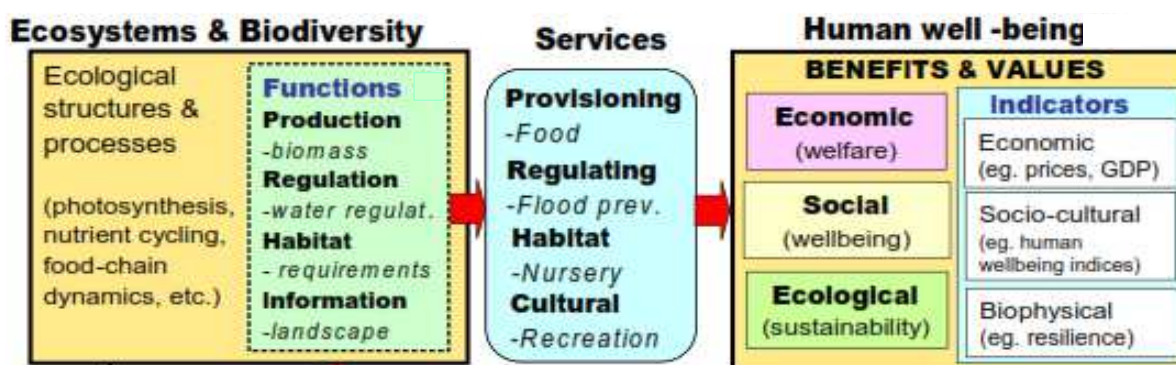 Ecosystems & Biodiversity
Ecological
structures &
processes
(photosynthesis,
nutrient cycling,
food-chain
dynamics, etc.)
Functions
Production
-biomass
Regulation
-water regulat.
Habitat
- requirements
Information
-landscape
Services
Provisioning
-Food
Regulating
-Flood prev.
Habitat
-Nursery
Cultural
-Recreation
Human well -being
BENEFITS & VALUES
Economic
(welfare)
Social
(wellbeing)
Ecological
(sustainability)
Indicators
Economic
(eg. prices, GDP)
Socio-cultural
(eg. human
wellbeing indices)
Biophysical
(eg. resilience)